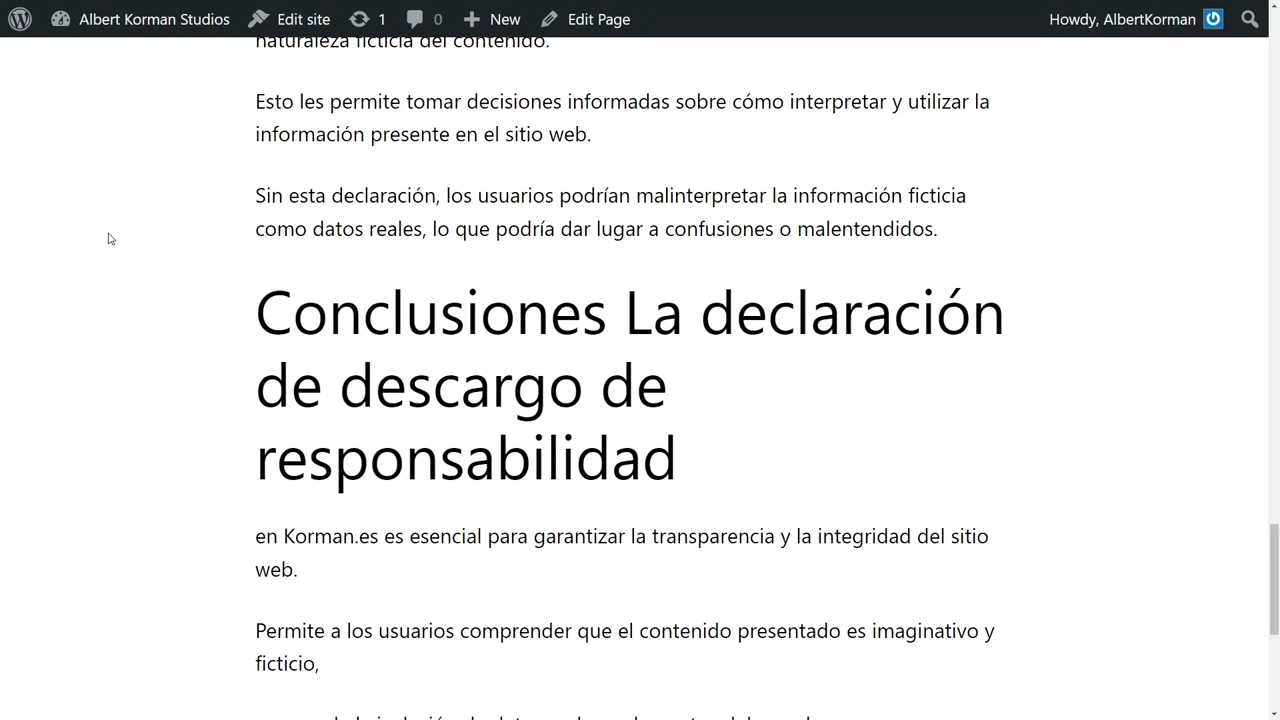 Albert Korman Studios Edit site 1 0 New Edit Page Howdy, AlbertKorman
naturaleza ficticia del contenido.
Esto les permite tomar decisiones informadas sobre cómo interpretar y utilizar la
información presente en el sitio web.
Sin esta declaración, los usuarios podrían malinterpretar la información ficticia
como datos reales, lo que podría dar lugar a confusiones o malentendidos.
Conclusiones La declaración
de descargo de
responsabilidad
en Korman.es es esencial para garantizar la transparencia y la integridad del sitio
web.
Permite a los usuarios comprender que el contenido presentado es imaginativo y
ficticio,